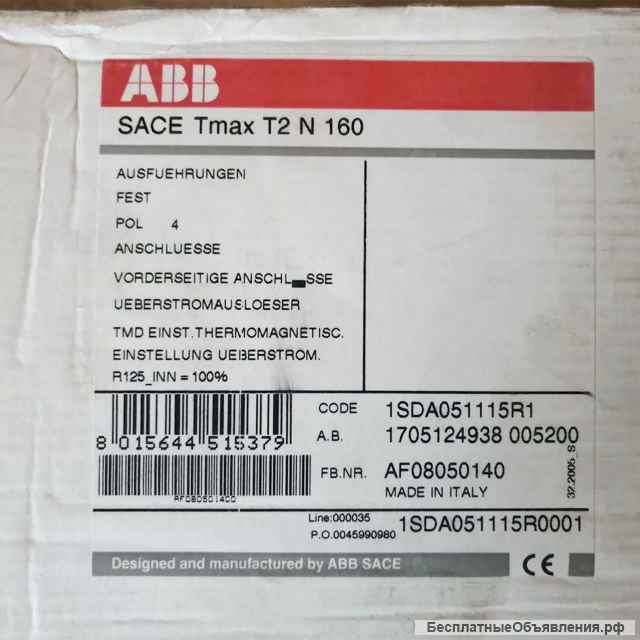 ABB
SACE Tmax T2 N 160
AUSFUEHRUNGEN
FEST
POL 4
ANSCHLUESSE
VORDERSEITIGE ANSCHL▄SSE
UEBERSTROMAUSLOESER
TMD EINST.THERMOMAGNETISC.
EINSTELLUNG UEBERSTROM.
R125_INN = 100%
8 015644 515379
AF08050140C
CODE 1SDA051115R1
A.B. 1705124938 005200
FB.NR. AF08050140
MADE IN ITALY
32.2005_S
Line:000035
P.O.0045990980
1SDA051115R0001
Designed and manufactured by ABB SACE
CE
БесплатныеОбъявления.рф